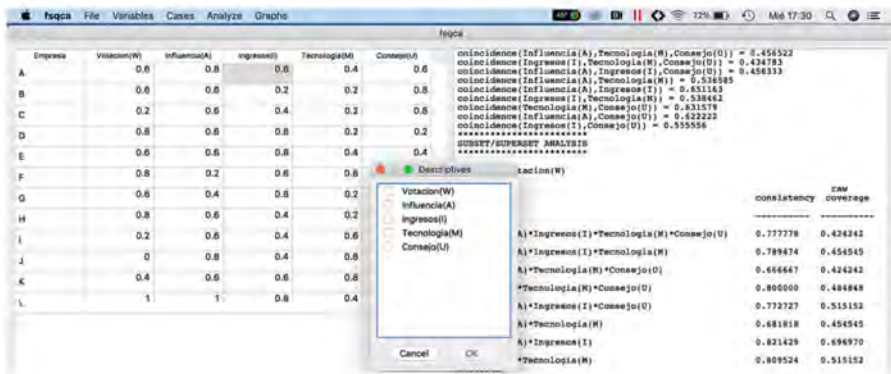 fsqca File Variables Cases Analyze Graphs 72% Mié 17:30
fsqca
Empresa Votacion(W) Influencia(A) Ingresos(I) Tecnologia(M) Consejo(U)
A 0.6 0.8 0.6 0.4 0.6
B 0.6 0.6 0.2 0.2 0.8
C 0.2 0.6 0.4 0.2 0.8
D 0.8 0.6 0.8 0.2 0.2
E 0.6 0.6 0.8 0.4 0.4
F 0.8 0.2 0.6 0.8
G 0.6 0.4 0.8 0.2
H 0.8 0.6 0.4 0.2
I 0.2 0.6 0.4 0.6
J 0 0.8 0.4 0.8
K 0.4 0.6 0.6 0.8
L 1 1 0.8 0.4
coincidence(Influencia(A),Tecnologia(M),Consejo(U)) = 0.456522
coincidence(Ingresos(I),Tecnologia(M),Consejo(U)) = 0.434783
coincidence(Influencia(A),Ingresos(I),Consejo(U)) = 0.458333
coincidence(Influencia(A),Tecnologia(M)) = 0.536585
coincidence(Influencia(A),Ingresos(I)) = 0.651163
coincidence(Ingresos(I),Tecnologia(M)) = 0.538462
coincidence(Tecnologia(M),Consejo(U)) = 0.631579
coincidence(Influencia(A),Consejo(U)) = 0.622222
coincidence(Ingresos(I),Consejo(U)) = 0.555556
************************
SUBSET/SUPERSET ANALYSIS
************************
tacion(W)
raw
consistency coverage
A)*Ingresos(I)*Tecnologia(M)*Consejo(U) 0.777778 0.424242
A)*Ingresos(I)*Tecnologia(M) 0.789474 0.454545
A)*Tecnologia(M)*Consejo(U) 0.666667 0.424242
*Tecnologia(M)*Consejo(U) 0.800000 0.484848
A)*Ingresos(I)*Consejo(U) 0.772727 0.515152
A)*Tecnologia(M) 0.681818 0.454545
A)*Ingresos(I) 0.821429 0.696970
*Tecnologia(M) 0.809524 0.515152
Descriptives
Votacion(W)
Influencia(A)
Ingresos(I)
Tecnologia(M)
Consejo(U)
Cancel OK